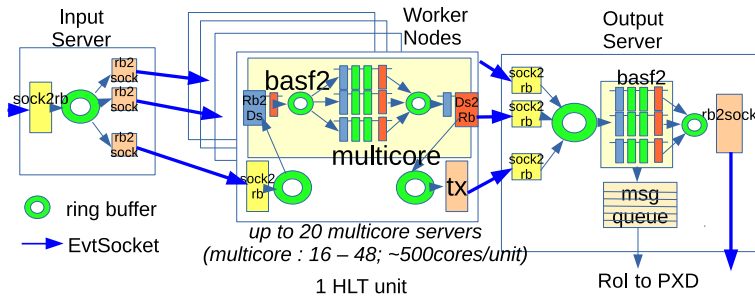 Input
Server
sock2rb
rb2
sock
rb2
sock
rb2
sock
ring buffer
EvtSocket
Worker
Nodes
basf2
Rb2
Ds
Ds2
Rb
multicore
sock2
rb
tx
up to 20 multicore servers
(multicore : 16 – 48; ~500cores/unit)
1 HLT unit
Output
Server
sock2
rb
sock2
rb
sock2
rb
basf2
rb2sock
msg
queue
RoI to PXD